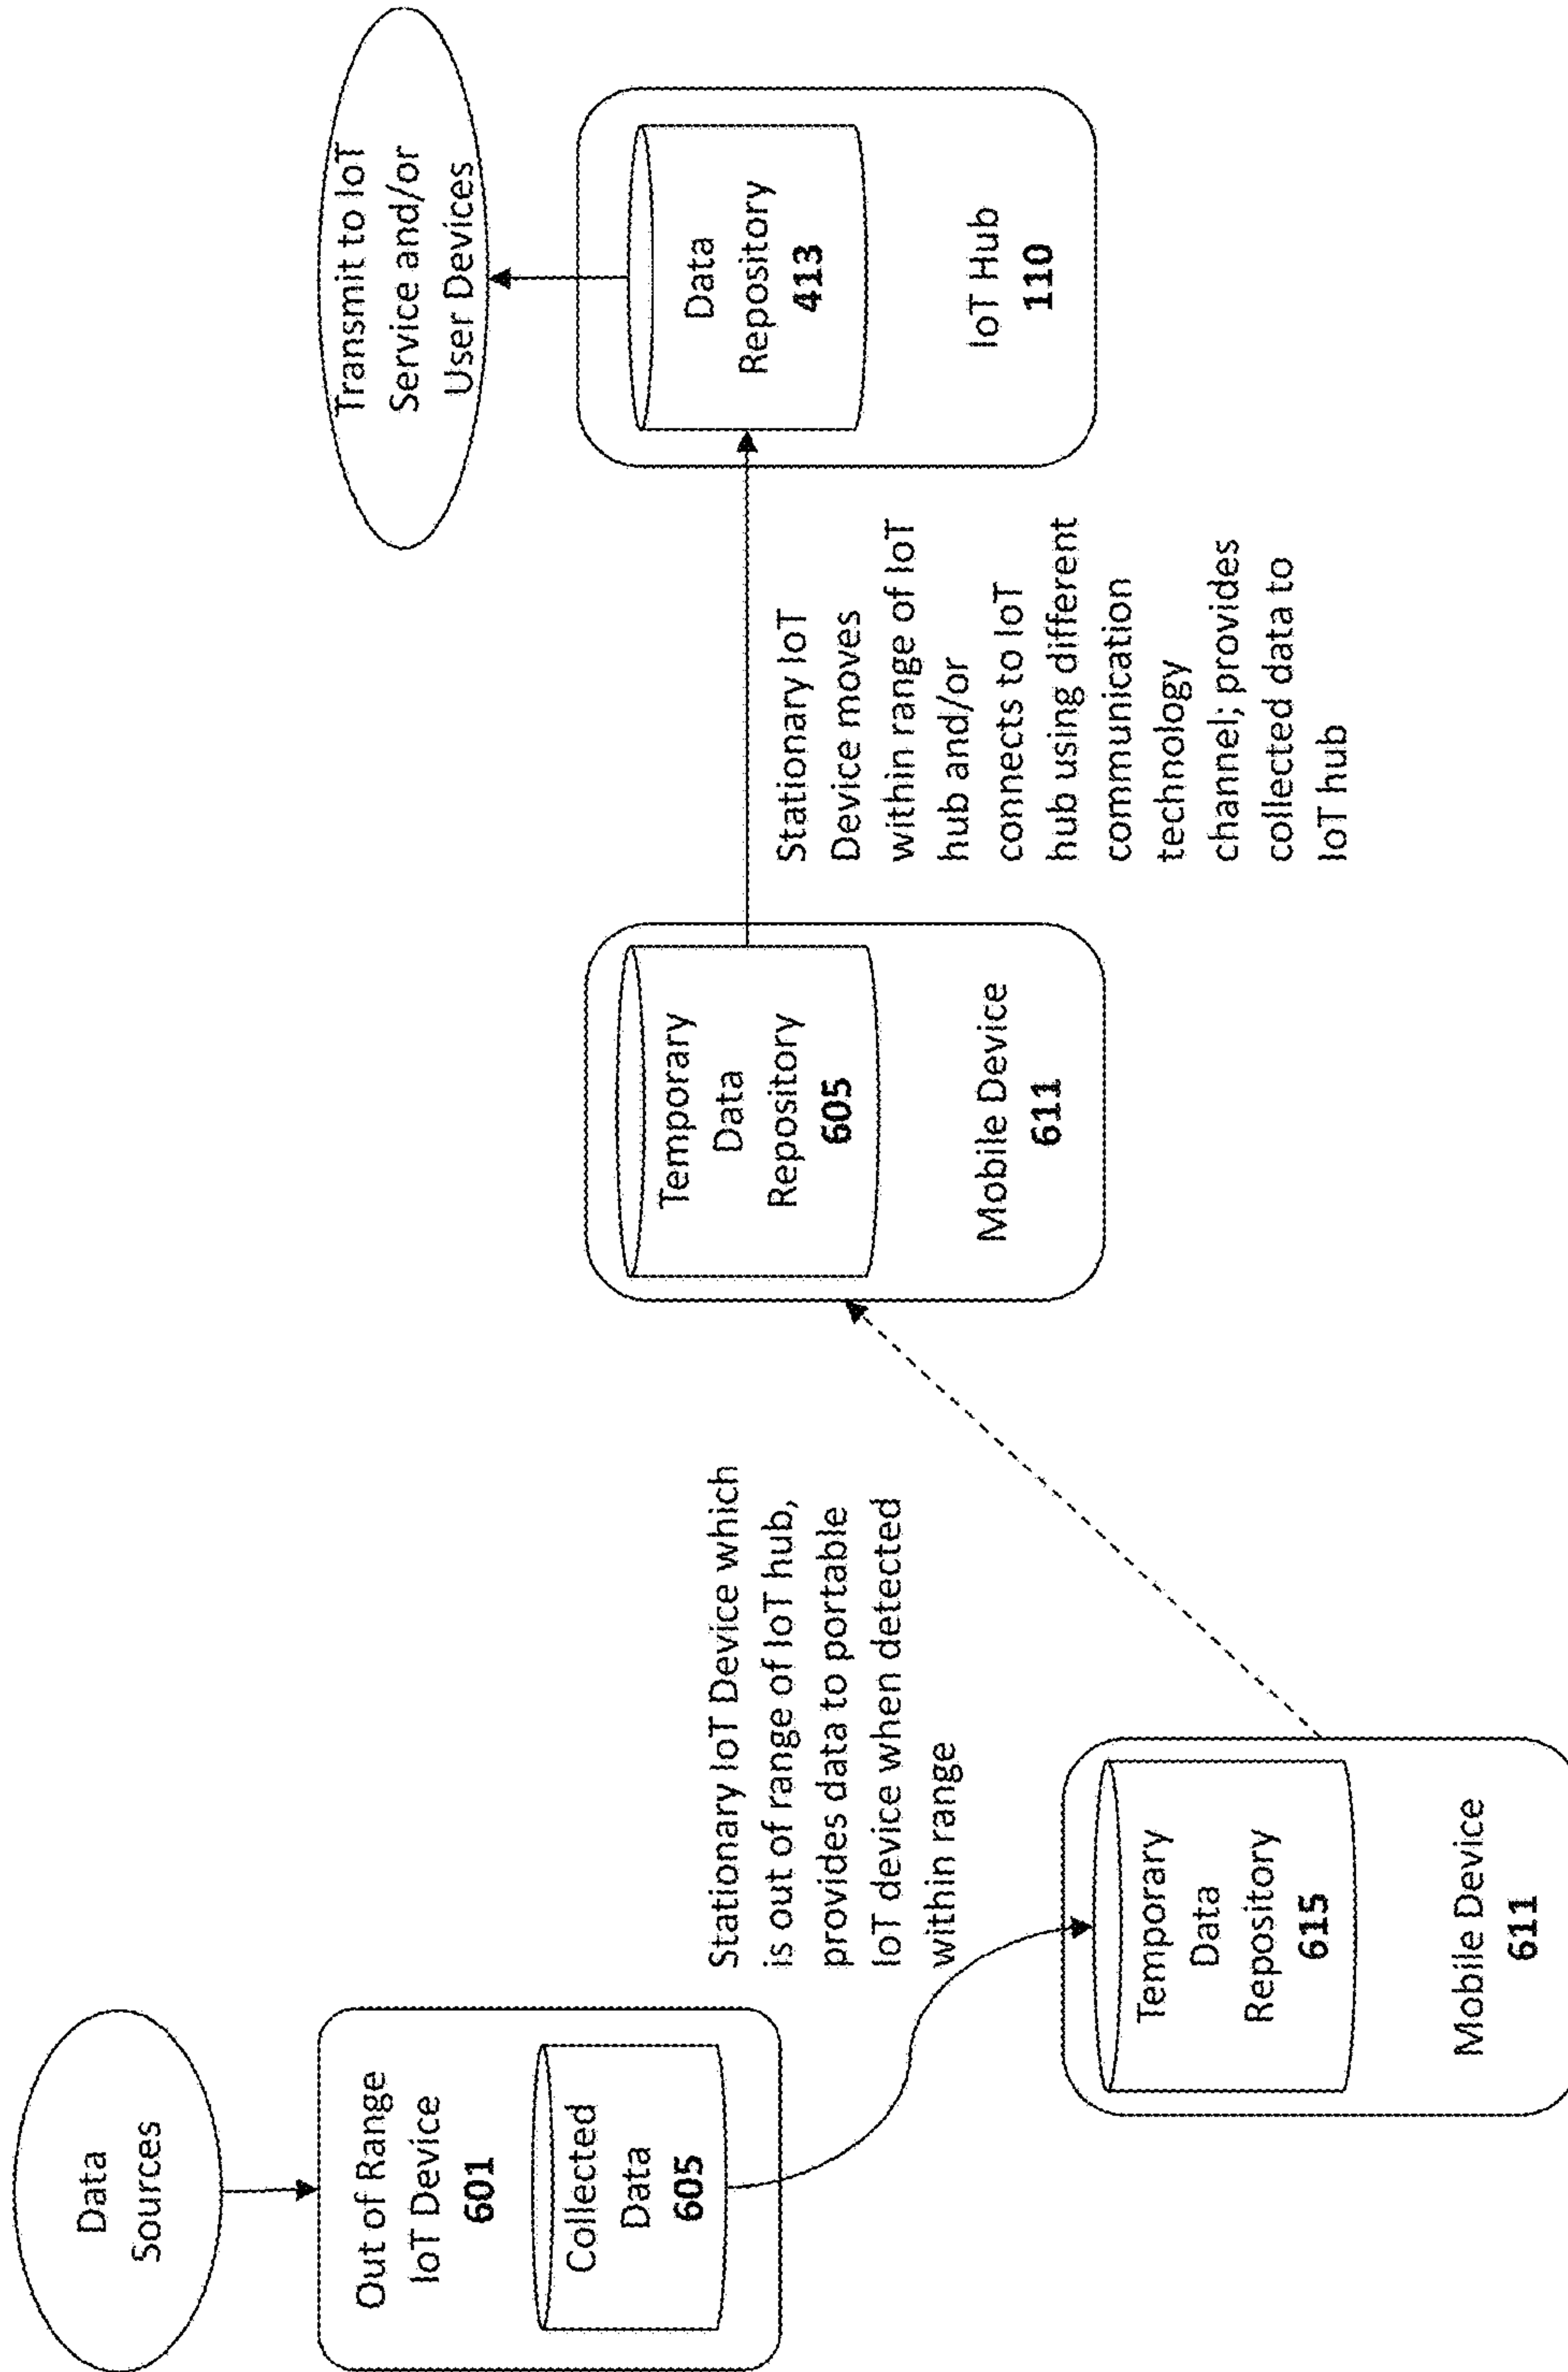 Data
Sources
Out of Range
IoT Device
601
Collected
Data
605
Stationary IoT Device which
is out of range of IoT hub,
provides data to portable
IoT device when detected
within range
Temporary
Data
Repository
615
Mobile Device
611
Temporary
Data
Repository
605
Mobile Device
611
Stationary IoT
Device moves
within range of IoT
hub and/or
connects to IoT
hub using different
communication
technology
channel; provides
collected data to
IoT hub
Transmit to IoT
Service and/or
User Devices
Data
Repository
413
IoT Hub
110